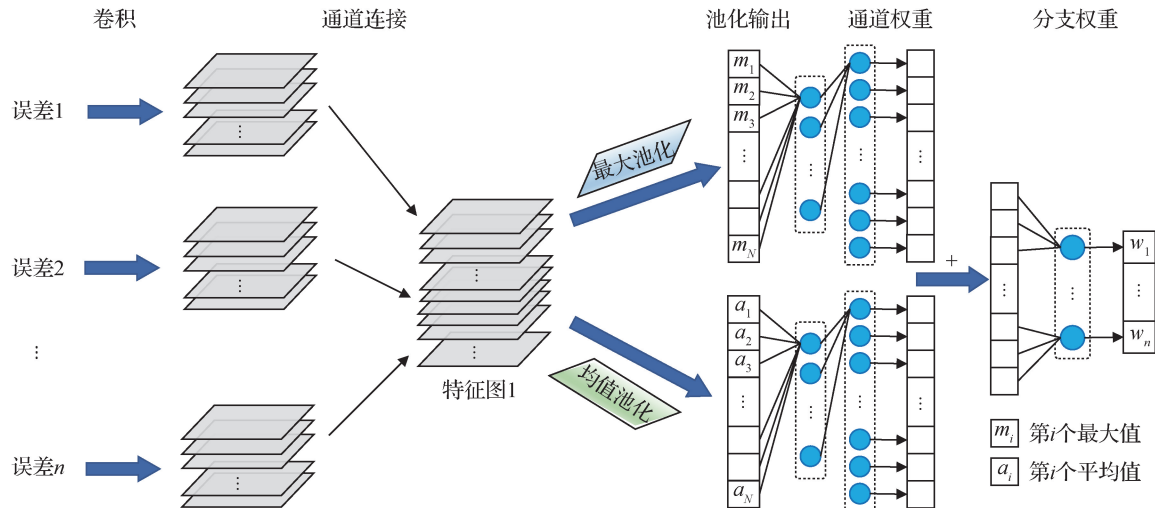 卷积
通道连接
池化输出
通道权重
分支权重
误差1
⋮
误差2
⋮
⋮
误差n
⋮
⋮
⋮
特征图1
最大池化
均值池化
m₁
m₂
m₃
⋮
m_N
⋮
⋮
⋮
a₁
a₂
a₃
⋮
a_N
⋮
⋮
⋮
+
⋮
⋮
w₁
⋮
wₙ
mᵢ 第i个最大值
aᵢ 第i个平均值